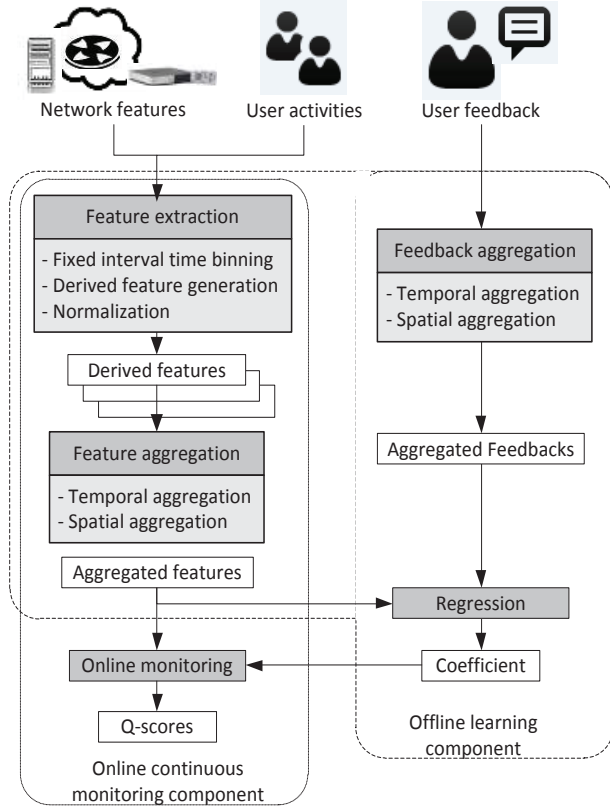 Network features
User activities
User feedback
Feature extraction
- Fixed interval time binning
- Derived feature generation
- Normalization
Derived features
Feature aggregation
- Temporal aggregation
- Spatial aggregation
Aggregated features
Online monitoring
Q-scores
Online continuous
monitoring component
Feedback aggregation
- Temporal aggregation
- Spatial aggregation
Aggregated Feedbacks
Regression
Coefficient
Offline learning
component